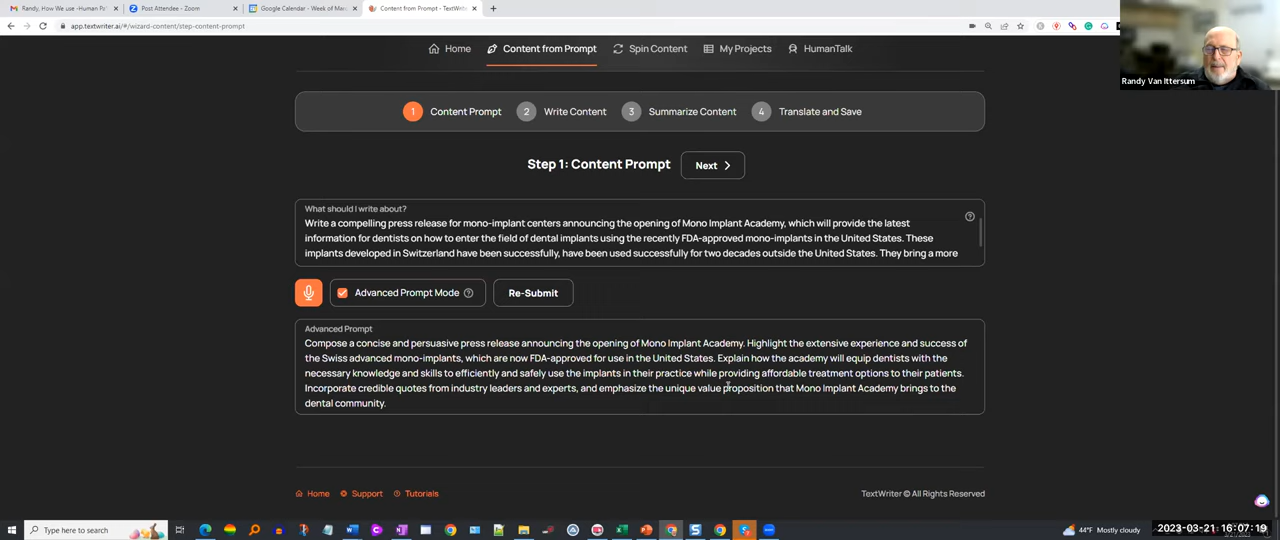 Randy, How We use -Human Pa
Post Attendee - Zoom
Google Calendar - Week of Marc
Content from Prompt - TextWriter
app.textwriter.ai/#/wizard-content/step-content-prompt
Home
Content from Prompt
Spin Content
My Projects
HumanTalk
Randy Van Ittersum
1 Content Prompt
2 Write Content
3 Summarize Content
4 Translate and Save
Step 1: Content Prompt
Next
What should I write about?
Write a compelling press release for mono-implant centers announcing the opening of Mono Implant Academy, which will provide the latest
information for dentists on how to enter the field of dental implants using the recently FDA-approved mono-implants in the United States. These
implants developed in Switzerland have been successfully, have been used successfully for two decades outside the United States. They bring a more
Advanced Prompt Mode
Re-Submit
Advanced Prompt
Compose a concise and persuasive press release announcing the opening of Mono Implant Academy. Highlight the extensive experience and success of
the Swiss advanced mono-implants, which are now FDA-approved for use in the United States. Explain how the academy will equip dentists with the
necessary knowledge and skills to efficiently and safely use the implants in their practice while providing affordable treatment options to their patients.
Incorporate credible quotes from industry leaders and experts, and emphasize the unique value proposition that Mono Implant Academy brings to the
dental community.
Home
Support
Tutorials
TextWriter © All Rights Reserved
Type here to search
44°F Mostly cloudy
2023-03-21 16:07:19